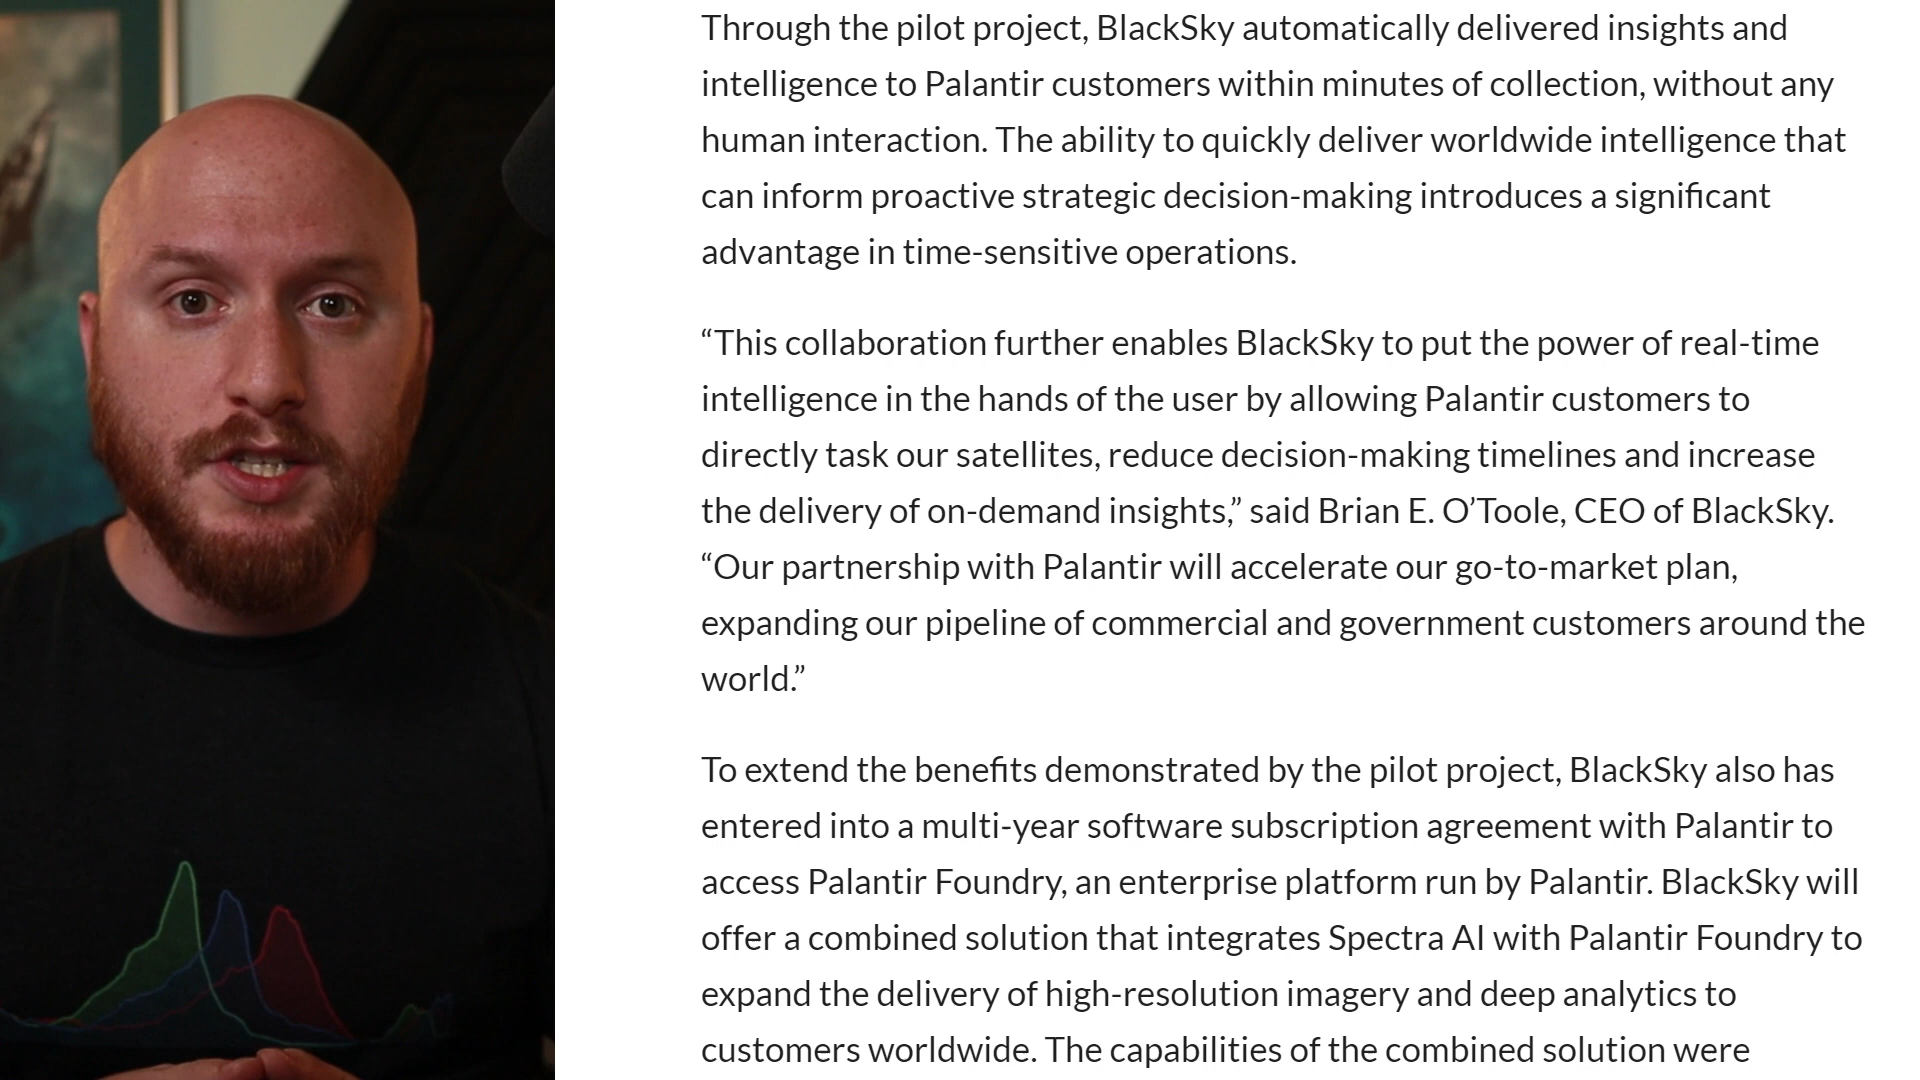 Through the pilot project, BlackSky automatically delivered insights and
intelligence to Palantir customers within minutes of collection, without any
human interaction. The ability to quickly deliver worldwide intelligence that
can inform proactive strategic decision-making introduces a significant
advantage in time-sensitive operations.
“This collaboration further enables BlackSky to put the power of real-time
intelligence in the hands of the user by allowing Palantir customers to
directly task our satellites, reduce decision-making timelines and increase
the delivery of on-demand insights,” said Brian E. O’Toole, CEO of BlackSky.
“Our partnership with Palantir will accelerate our go-to-market plan,
expanding our pipeline of commercial and government customers around the
world.”
To extend the benefits demonstrated by the pilot project, BlackSky also has
entered into a multi-year software subscription agreement with Palantir to
access Palantir Foundry, an enterprise platform run by Palantir. BlackSky will
offer a combined solution that integrates Spectra AI with Palantir Foundry to
expand the delivery of high-resolution imagery and deep analytics to
customers worldwide. The capabilities of the combined solution were